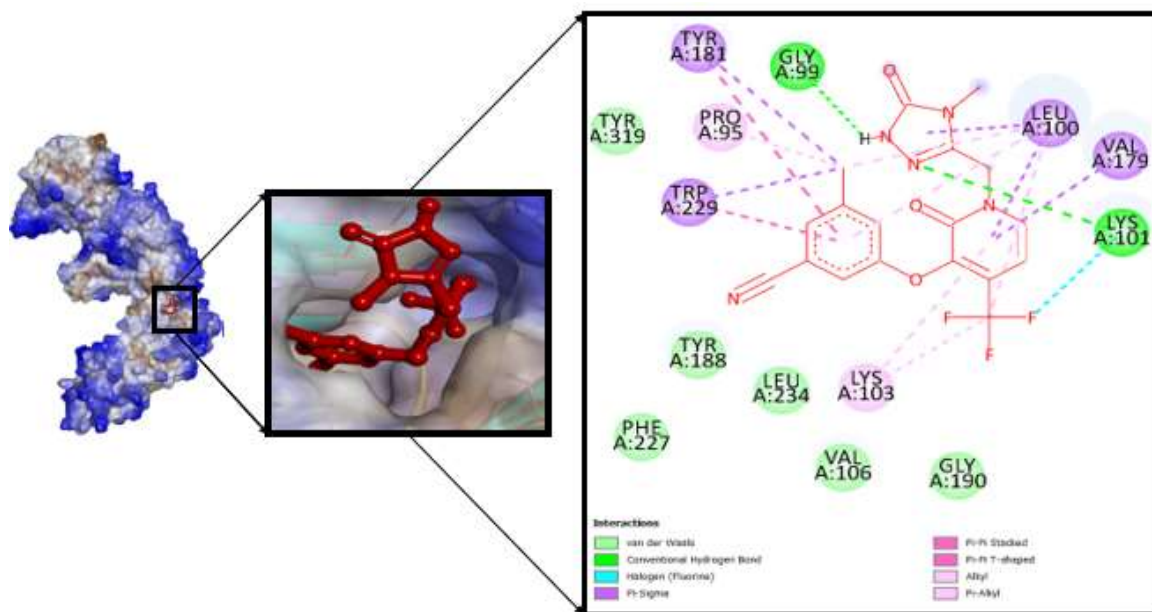 TYR
A:181
GLY
A:99
TYR
A:319
PRO
A:95
LEU
A:100
VAL
A:179
TRP
A:229
LYS
A:101
O
N
H N
N
O
N
N
O
F F
F
TYR
A:188
LEU
A:234
LYS
A:103
PHE
A:227
VAL
A:106
GLY
A:190
Interactions
van der Waals
Conventional Hydrogen Bond
Halogen (Fluorine)
Pi-Sigma
Pi-Pi Stacked
Pi-Pi T-shaped
Alkyl
Pi-Alkyl